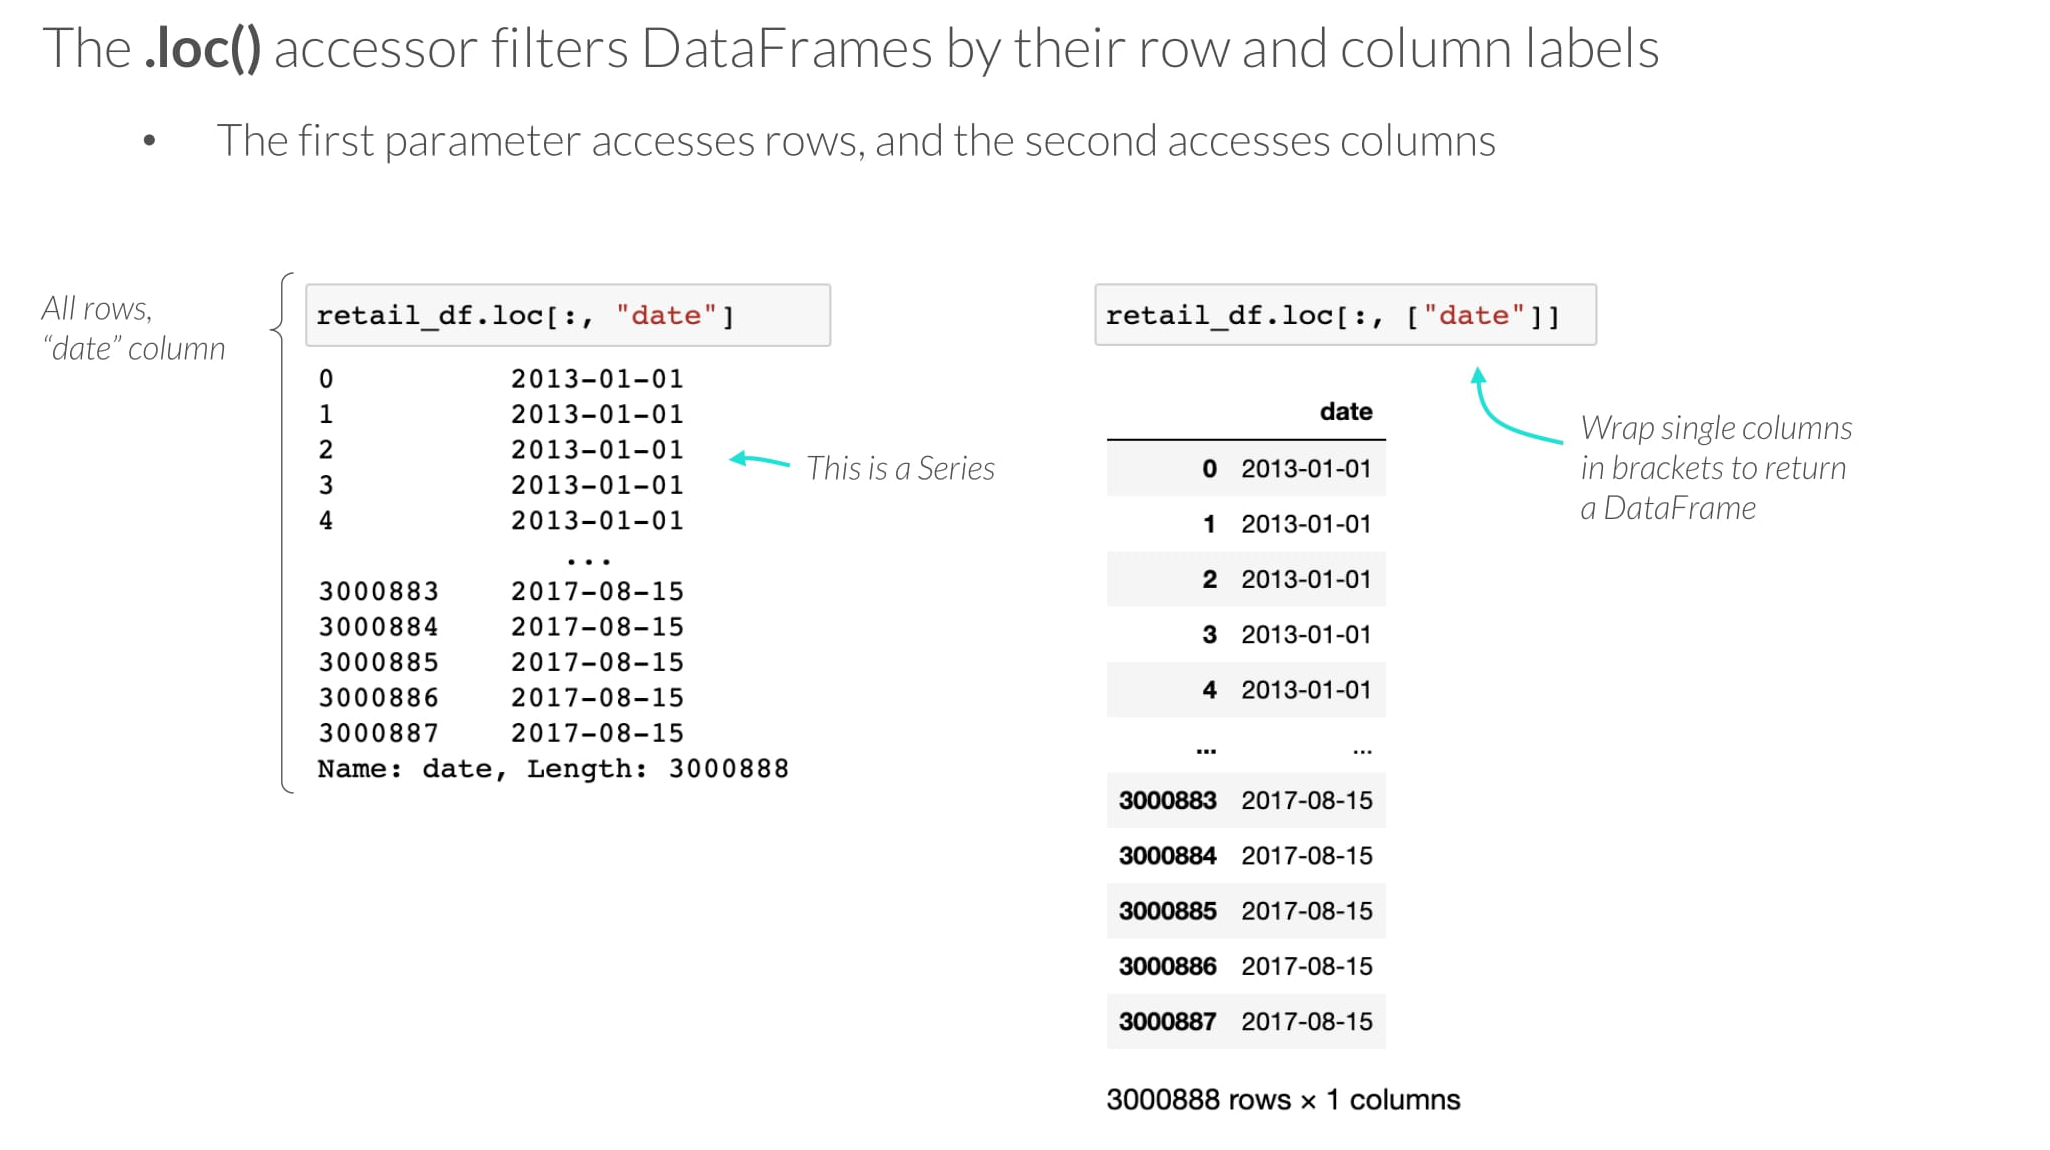 The .loc() accessor filters DataFrames by their row and column labels
• The first parameter accesses rows, and the second accesses columns
All rows,
“date” column
retail_df.loc[:, "date"]
0 2013-01-01
1 2013-01-01
2 2013-01-01
3 2013-01-01
4 2013-01-01
...
3000883 2017-08-15
3000884 2017-08-15
3000885 2017-08-15
3000886 2017-08-15
3000887 2017-08-15
Name: date, Length: 3000888
This is a Series
retail_df.loc[:, ["date"]]
date
0 2013-01-01
1 2013-01-01
2 2013-01-01
3 2013-01-01
4 2013-01-01
... ...
3000883 2017-08-15
3000884 2017-08-15
3000885 2017-08-15
3000886 2017-08-15
3000887 2017-08-15
3000888 rows × 1 columns
Wrap single columns
in brackets to return
a DataFrame